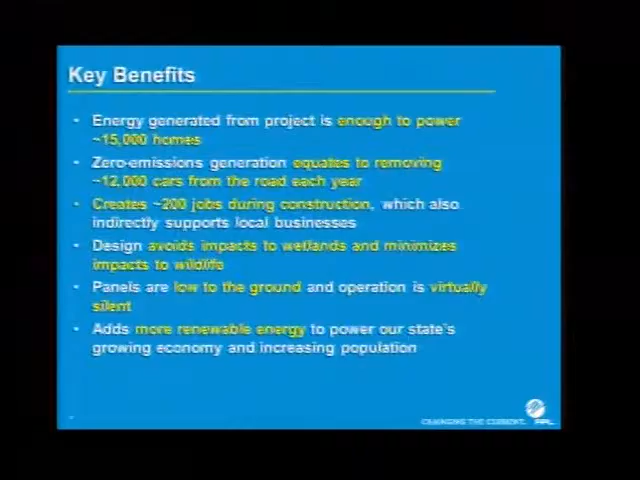 Key Benefits
• Energy generated from project is enough to power
~15,000 homes
• Zero-emissions generation equates to removing
~12,000 cars from the road each year
• Creates ~200 jobs during construction, which also
indirectly supports local businesses
• Design avoids impacts to wetlands and minimizes
impacts to wildlife
• Panels are low to the ground and operation is virtually
silent
• Adds more renewable energy to power our state's
growing economy and increasing population
CHANGING THE CURRENT. FPL.